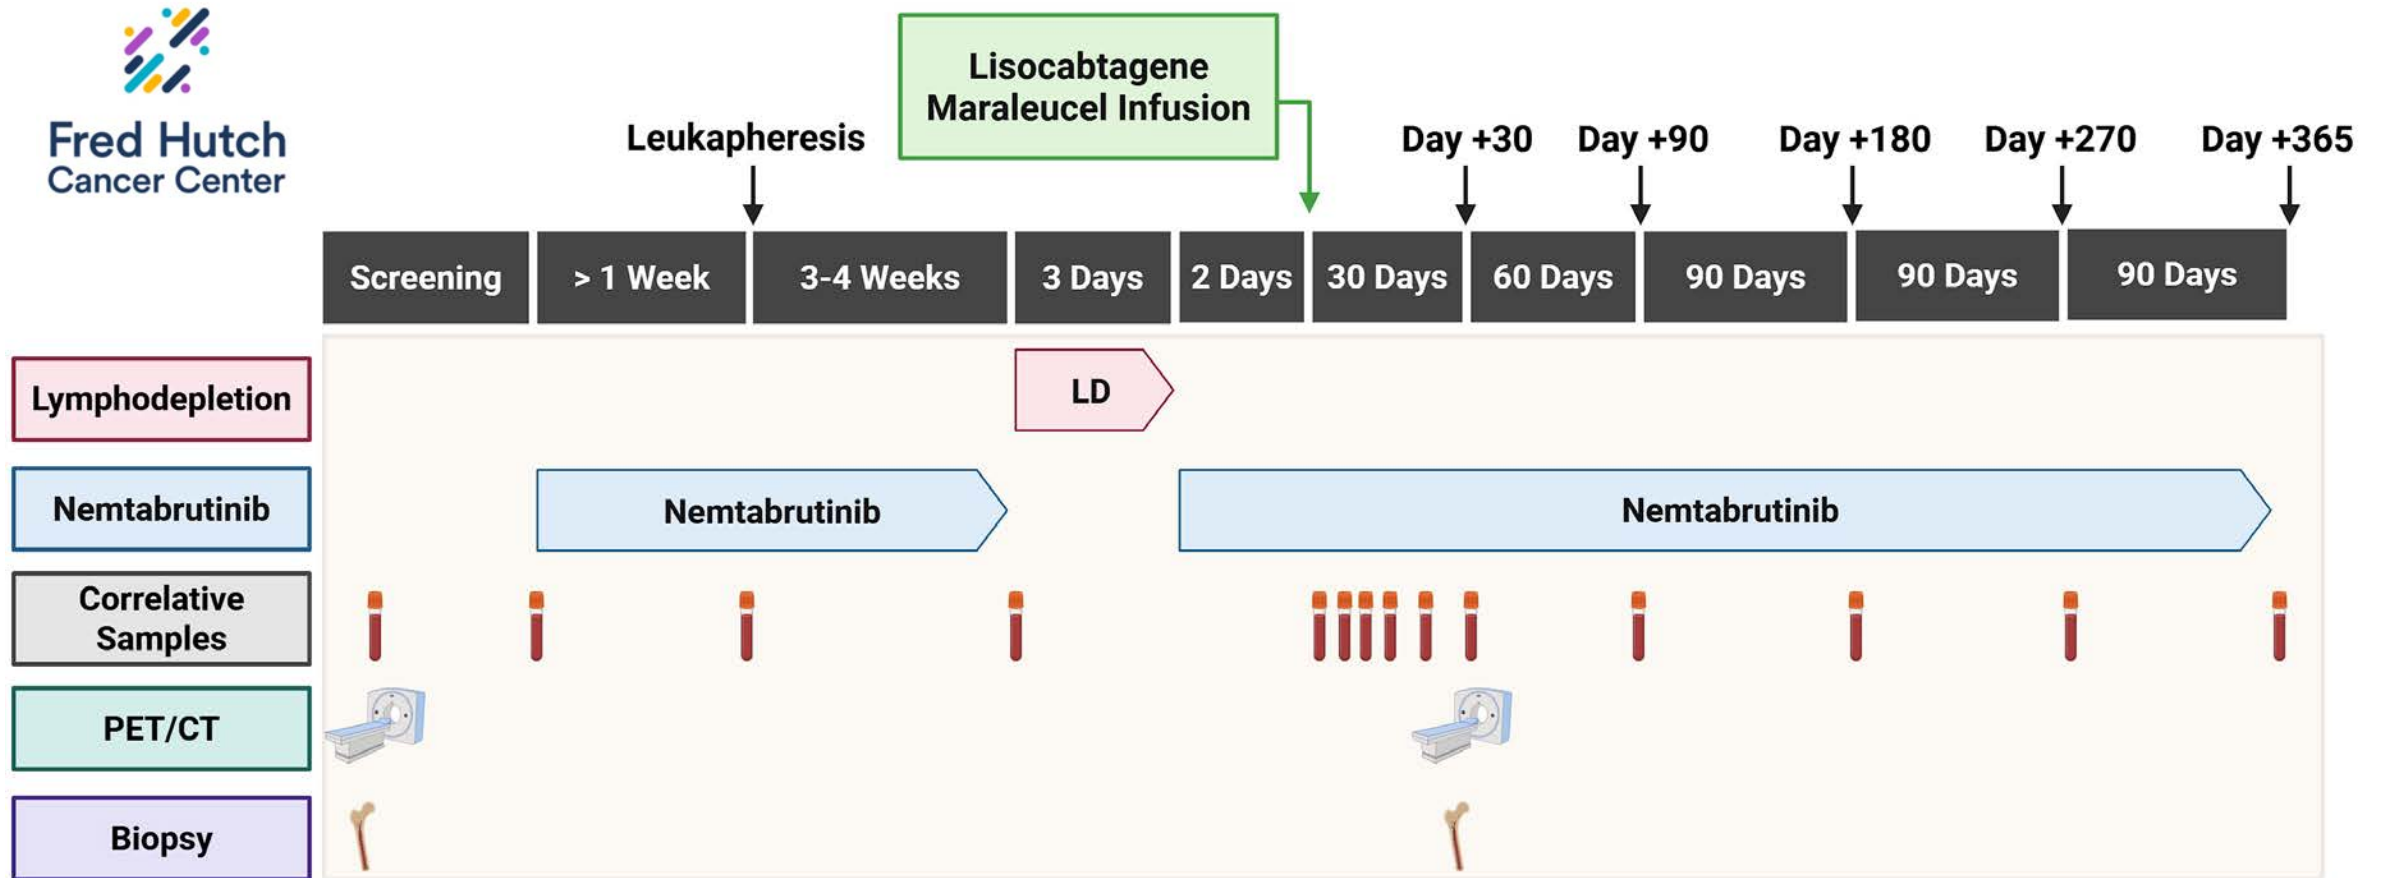 Fred Hutch
Cancer Center
Lisocabtagene
Maraleucel Infusion
Leukapheresis
Day +30
Day +90
Day +180
Day +270
Day +365
Screening
> 1 Week
3-4 Weeks
3 Days
2 Days
30 Days
60 Days
90 Days
90 Days
90 Days
Lymphodepletion
LD
Nemtabrutinib
Nemtabrutinib
Nemtabrutinib
Correlative
Samples
PET/CT
Biopsy